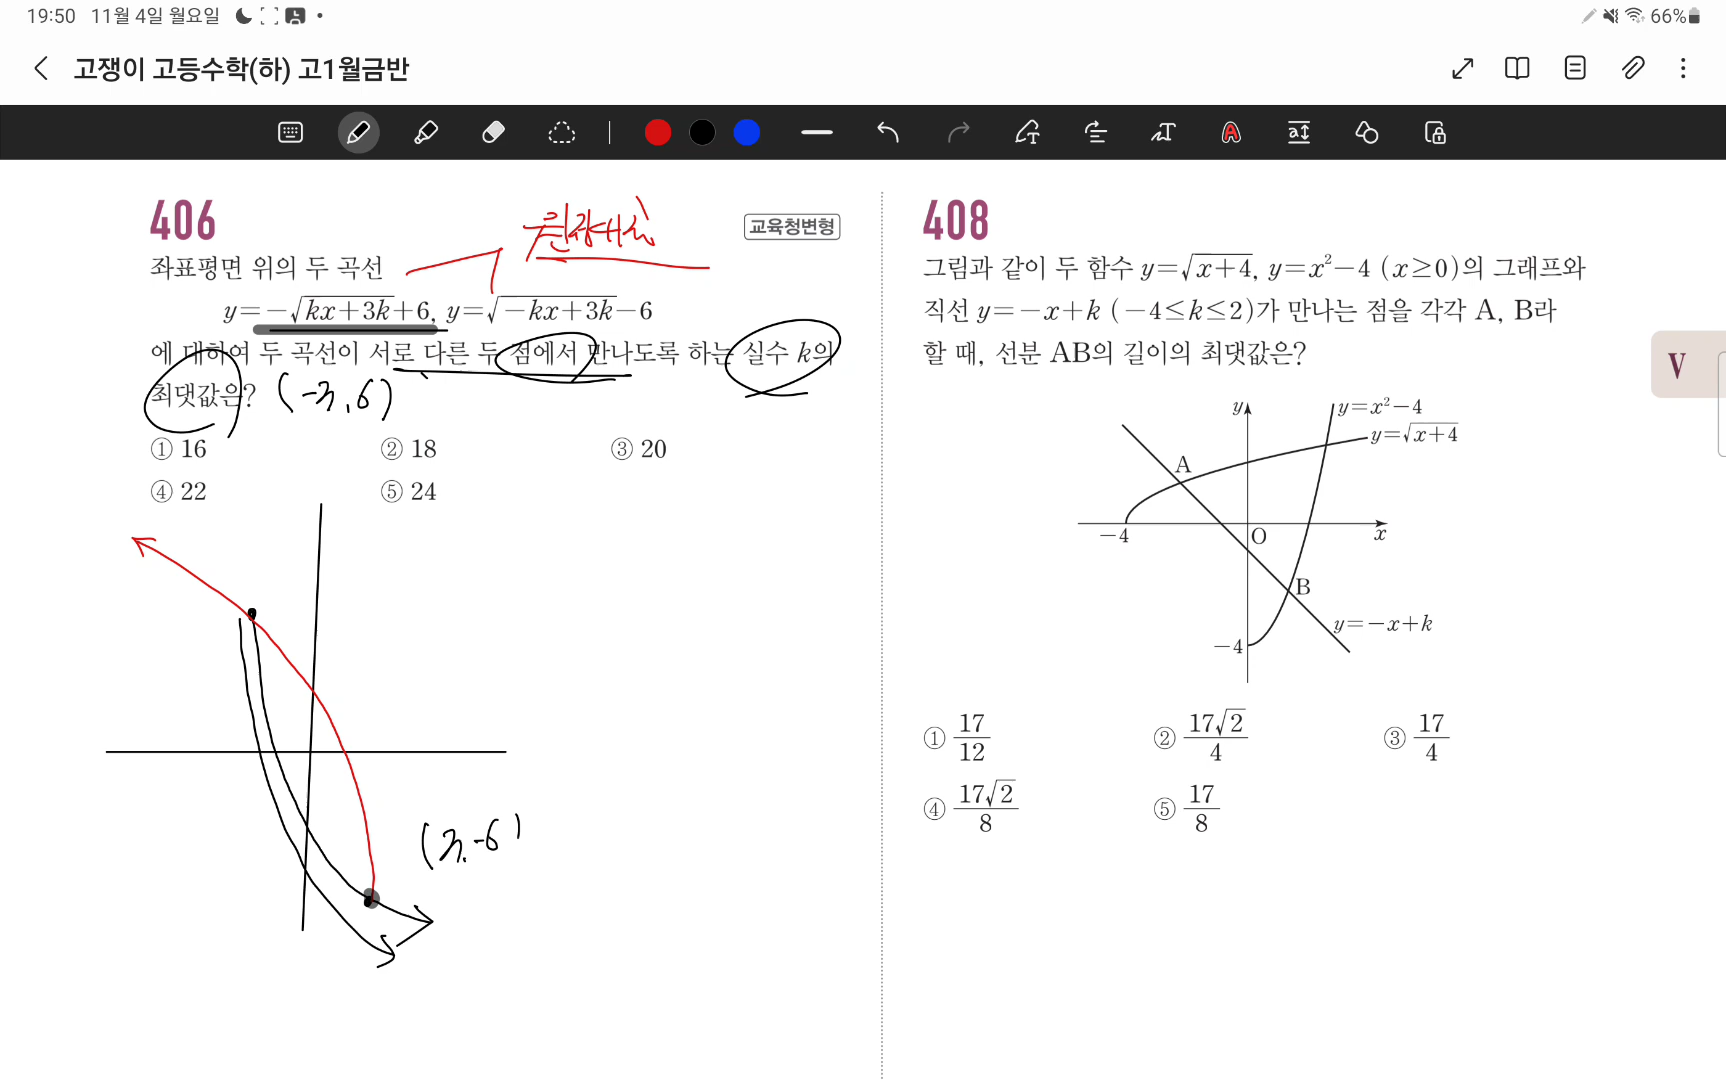 19:50 11월 4일 월요일
66%
고쟁이 고등수학(하) 고1월금반
406
원점대칭
교육청변형
좌표평면 위의 두 곡선
y=-√(kx+3k)+6, y=√(-kx+3k)-6
에 대하여 두 곡선이 서로 다른 두 점에서 만나도록 하는 실수 k의
최댓값은?
(-3, 6)
① 16 ② 18 ③ 20
④ 22 ⑤ 24
(3, -6)
408
그림과 같이 두 함수 y=√(x+4), y=x²-4 (x≥0)의 그래프와
직선 y=-x+k (-4≤k≤2)가 만나는 점을 각각 A, B라
할 때, 선분 AB의 길이의 최댓값은?
y
y=x²-4
y=√(x+4)
A
-4
O
x
B
y=-x+k
-4
① 17/12 ② 17√2/4 ③ 17/4
④ 17√2/8 ⑤ 17/8
V